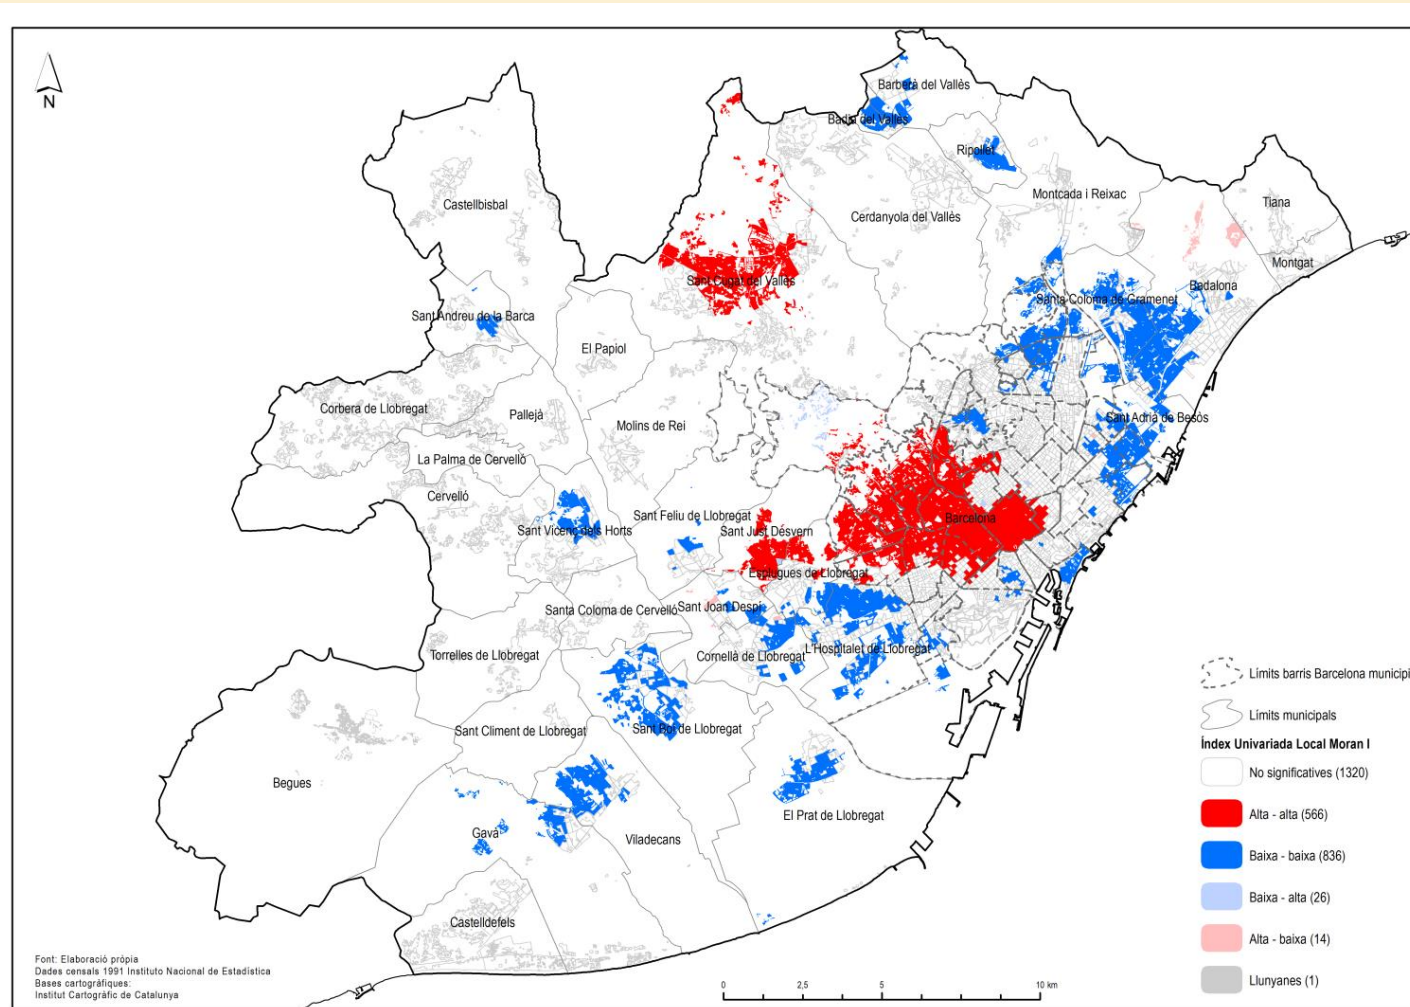 N
Barberà del Vallès
Badia del Vallès
Ripollet
Montcada i Reixac
Tiana
Castellbisbal
Cerdanyola del Vallès
Montgat
Sant Cugat del Vallès
Santa Coloma de Gramenet
Badalona
Sant Andreu de la Barca
El Papiol
Corbera de Llobregat
Pallejà
Molins de Rei
Sant Adrià de Besòs
La Palma de Cervelló
Cervelló
Sant Vicenç dels Horts
Sant Feliu de Llobregat
Sant Just Desvern
Barcelona
Esplugues de Llobregat
Santa Coloma de Cervelló
Sant Joan Despí
Torrelles de Llobregat
Cornellà de Llobregat
L'Hospitalet de Llobregat
Sant Climent de Llobregat
Sant Boi de Llobregat
Begues
El Prat de Llobregat
Gavà
Viladecans
Castelldefels
Límits barris Barcelona municipi
Límits municipals
Índex Univariada Local Moran I
No significatives (1320)
Alta - alta (566)
Baixa - baixa (836)
Baixa - alta (26)
Alta - baixa (14)
Llunyanes (1)
Font: Elaboració pròpia
Dades censals 1991 Instituto Nacional de Estadística
Bases cartogràfiques:
Institut Cartogràfic de Catalunya
0 2,5 5 10 km